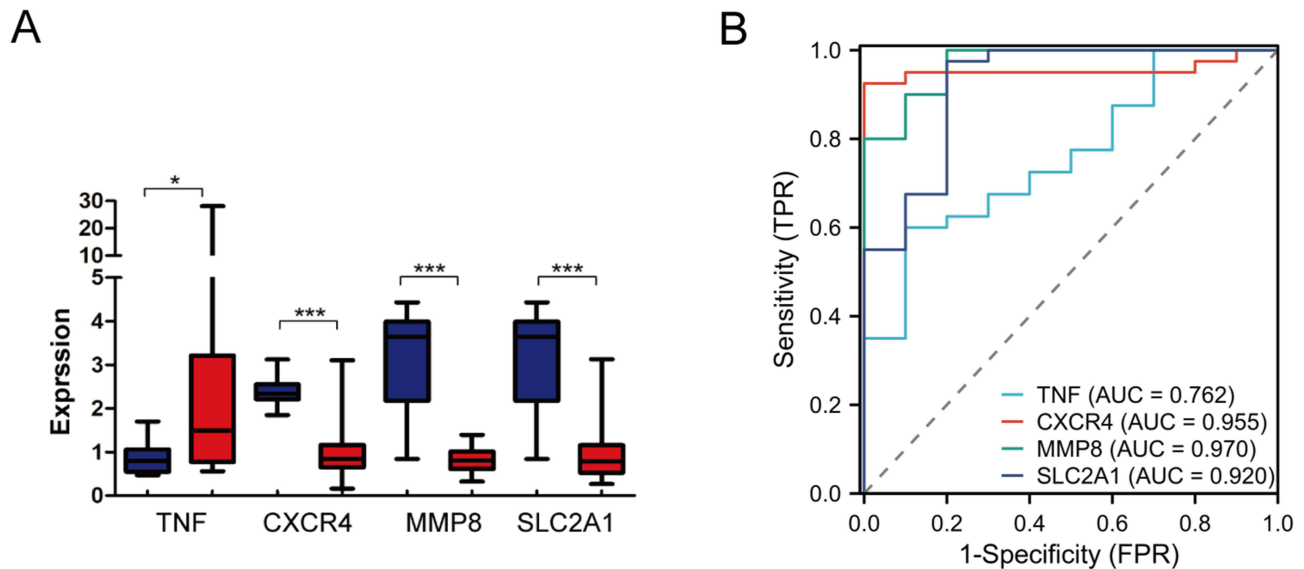 A
*
30
20
10
5
4
3
2
1
0
Exprssion
***
***
***
TNF
CXCR4
MMP8
SLC2A1
B
1.0
0.8
0.6
0.4
0.2
0.0
Sensitivity (TPR)
TNF (AUC = 0.762)
CXCR4 (AUC = 0.955)
MMP8 (AUC = 0.970)
SLC2A1 (AUC = 0.920)
0.0
0.2
0.4
0.6
0.8
1.0
1-Specificity (FPR)